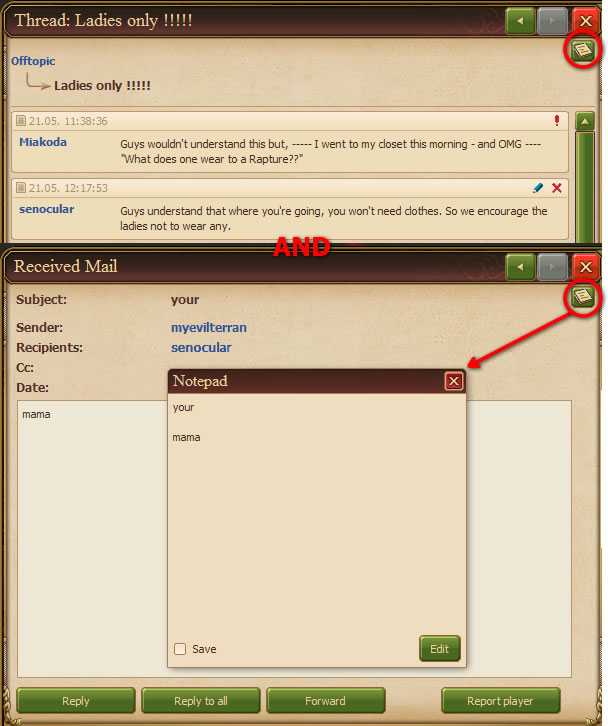 Thread: Ladies only !!!!!
Offtopic
Ladies only !!!!!
21.05. 11:38:36
Miakoda
Guys wouldn't understand this but, ----- I went to my closet this morning - and OMG ----
"What does one wear to a Rapture??"
21.05. 12:17:53
senocular
Guys understand that where you're going, you won't need clothes. So we encourage the
ladies not to wear any.
AND
Received Mail
Subject: your
Sender: myevilterran
Recipients: senocular
Cc:
Date:
mama
Notepad
your
mama
Save
Edit
Reply
Reply to all
Forward
Report player